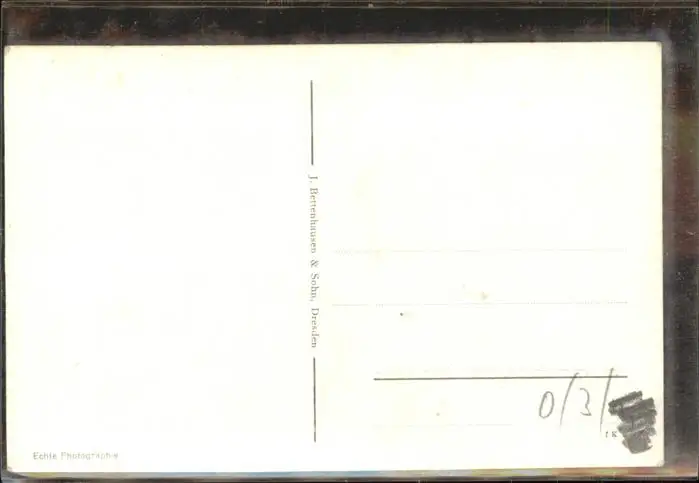 J. Bettenhausen & Sohn, Dresden
0/3/
Echte Photographie